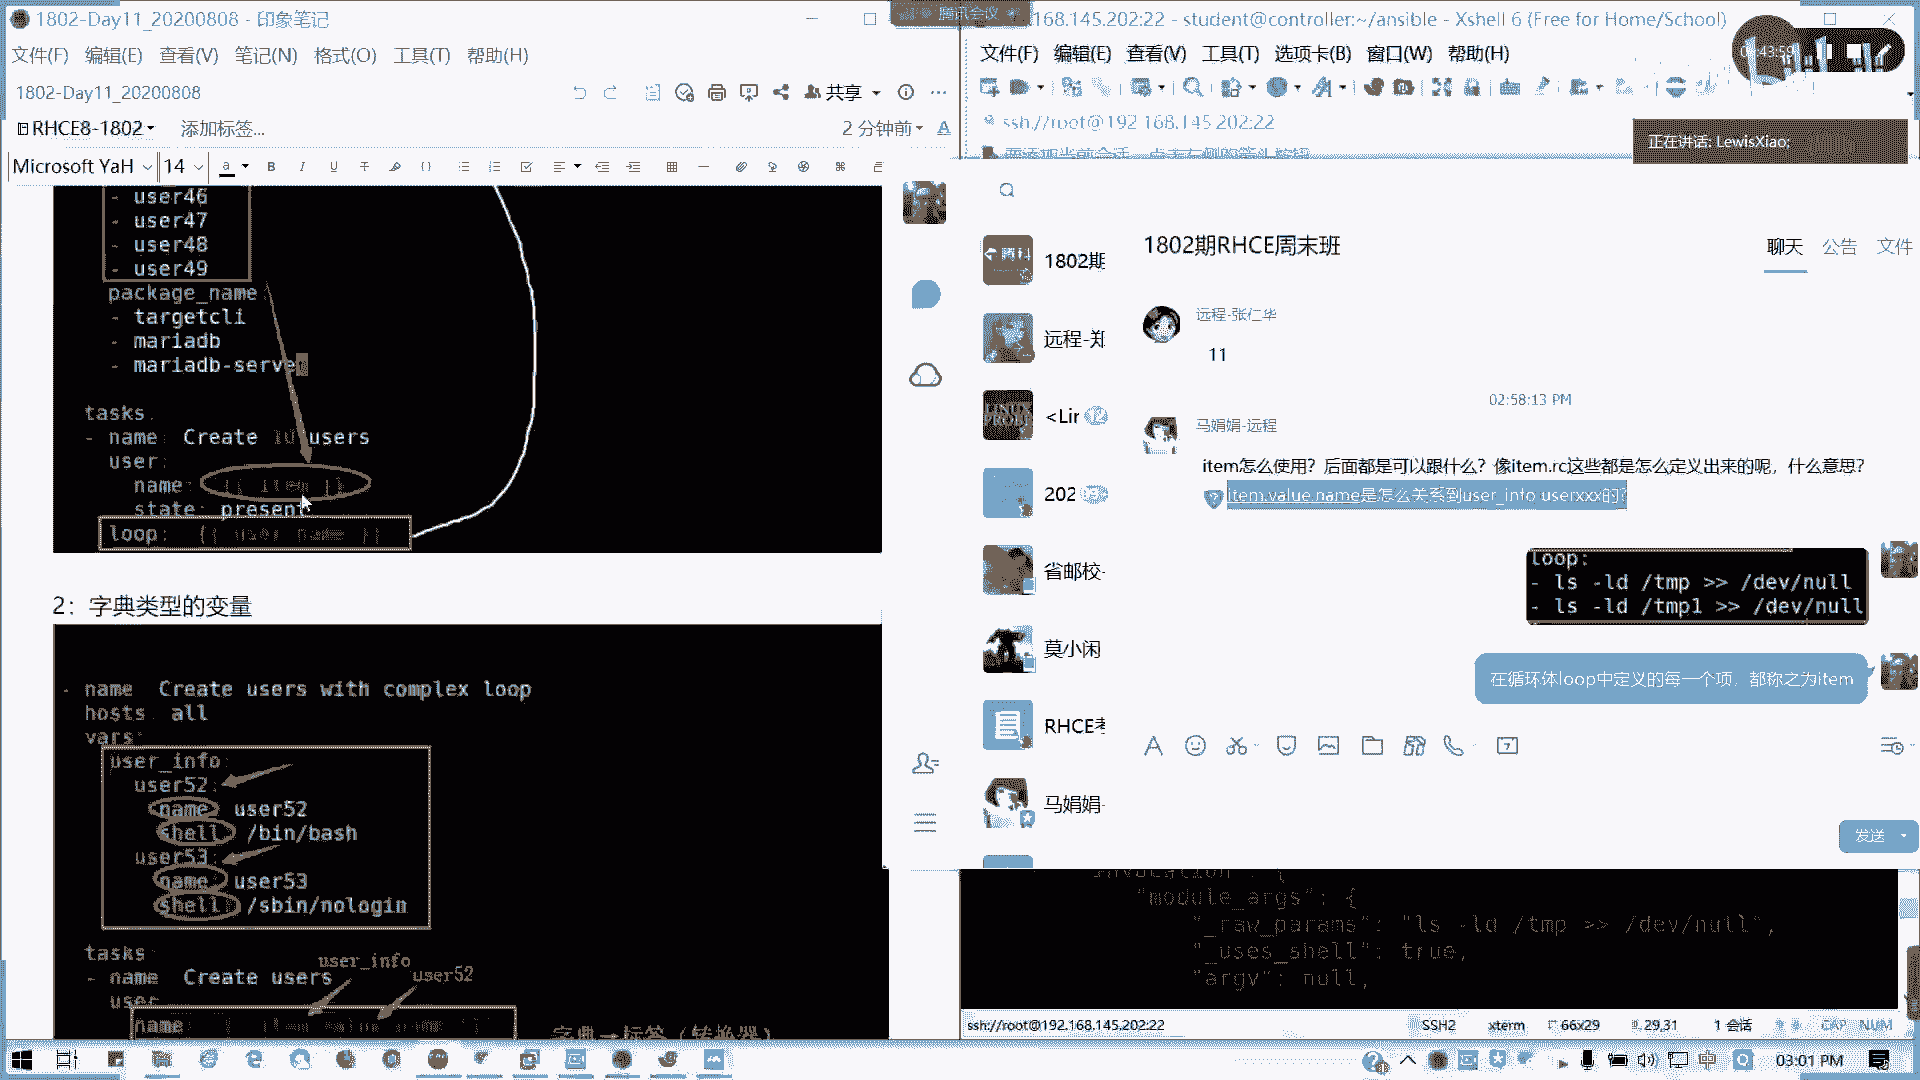 1802-Day11_20200808 - 印象笔记
文件(F) 编辑(E) 查看(V) 笔记(N) 格式(O) 工具(T) 帮助(H)
1802-Day11_20200808
共享
RHCE8-1802
添加标签...
2 分钟前
Microsoft YaH 14
- user46
- user47
- user48
- user49
package_name
- targetcli
- mariadb
- mariadb-server
tasks
- name: Create ld users
user:
name: {{ item }}
state: present
loop: {{ user_name }}
2：字典类型的变量
- name Create users with complex loop
hosts: all
vars:
user_info:
user52:
name user52
shell /bin/bash
user53:
name user53
shell /sbin/nologin
tasks
user_info
- name Create users
user52
user
name
腾讯会议
168.145.202:22 - student@controller:~/ansible - Xshell 6 (Free for Home/School)
文件(F) 编辑(E) 查看(V) 工具(T) 选项卡(B) 窗口(W) 帮助(H)
ssh://root@192.168.145.202:22
正在讲话: LewisXiao:
1802期
远程-郑
<Lir
202
省邮校-
莫小闲
RHCE考
马娟娟-
1802期RHCE周末班
聊天 公告 文件
远程-张仁华
11
02:58:13 PM
马娟娟-远程
item怎么使用？后面都是可以跟什么？像item.rc这些都是怎么定义出来的呢，什么意思？
item.value.name是怎么关系到user_info userxxx的?
loop:
- ls -ld /tmp >> /dev/null
- ls -ld /tmp1 >> /dev/null
在循环体loop中定义的每一个项，都称之为item
发送
invocation": {
"module_args": {
"_raw_params": "ls -ld /tmp >> /dev/null",
"_uses_shell": true,
"argv": null,
ssh://root@192.168.145.202:22 SSH2 xterm 66x29 29,31 1 会话 CAP NUM
中
03:01 PM